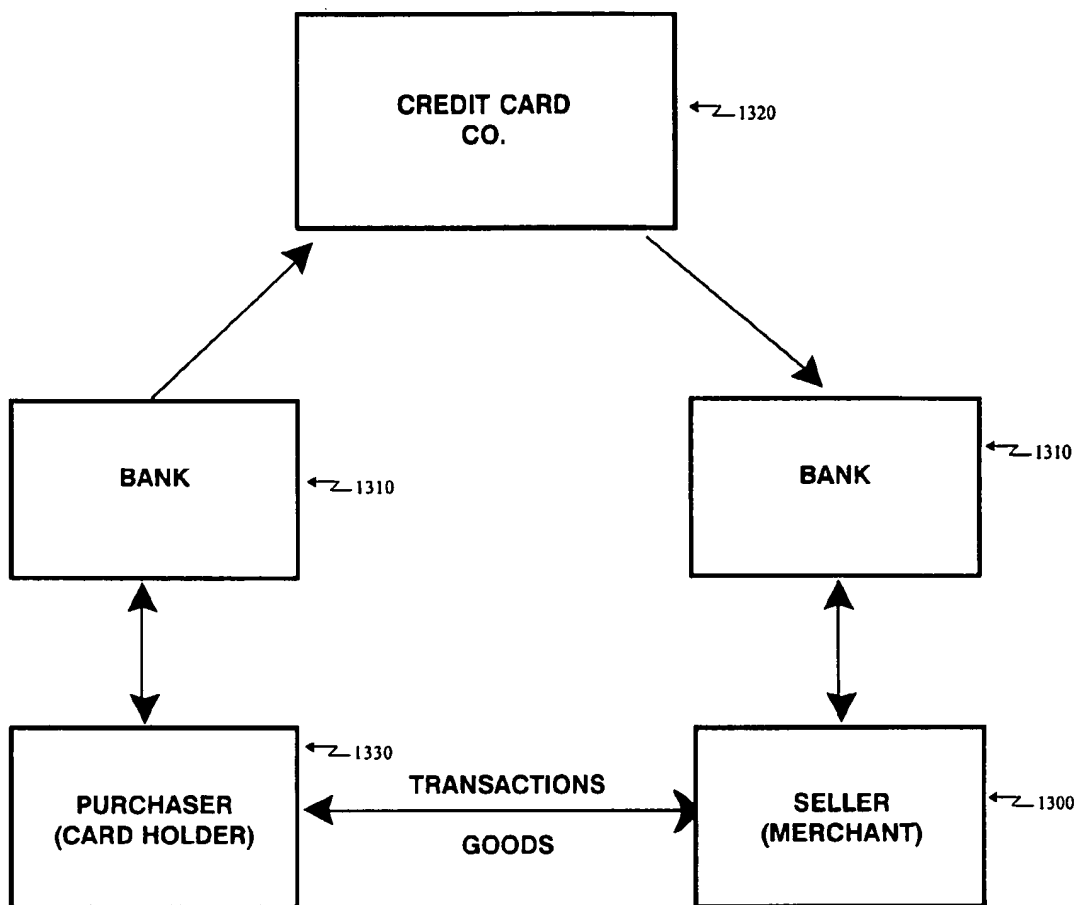 CREDIT CARD
CO.
1320
BANK
1310
BANK
1310
PURCHASER
(CARD HOLDER)
1330
TRANSACTIONS
GOODS
SELLER
(MERCHANT)
1300